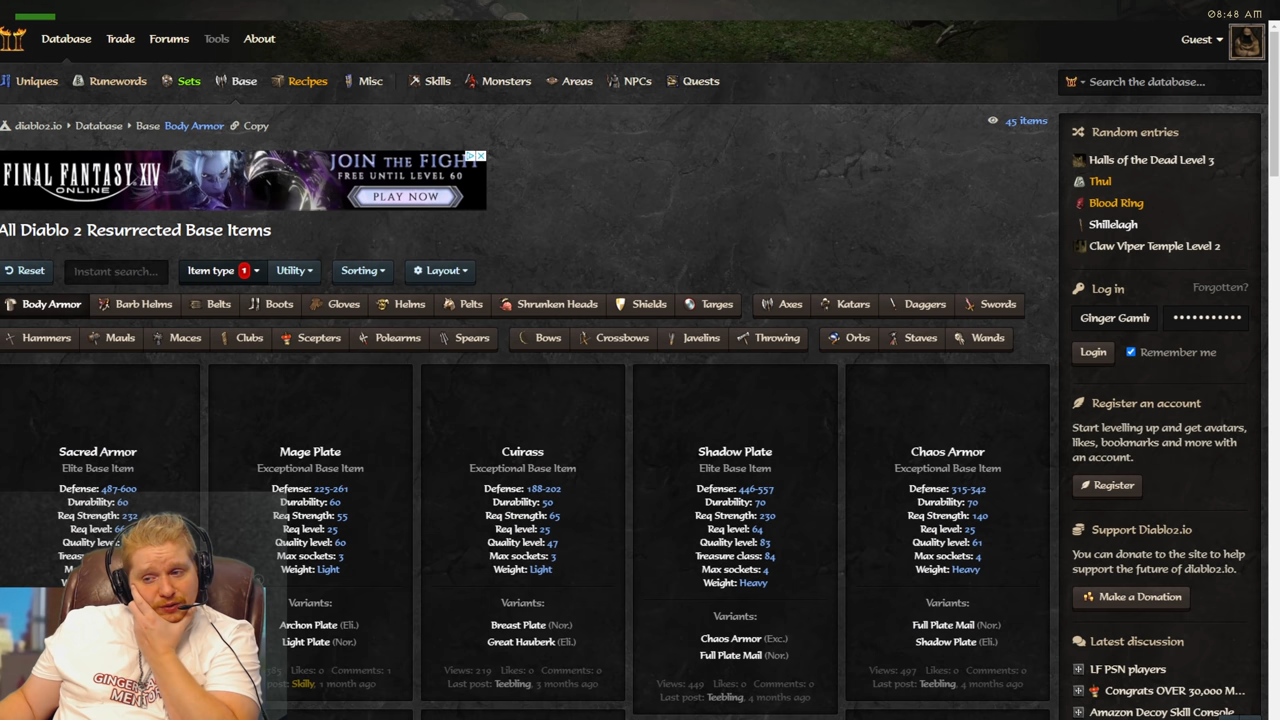 08:48 AM
Database Trade Forums Tools About Guest
Uniques Runewords Sets Base Recipes Misc Skills Monsters Areas NPCs Quests Search the database...
diablo2.io Database Base Body Armor Copy 45 items
FINAL FANTASY XIV
ONLINE
JOIN THE FIGHT
FREE UNTIL LEVEL 60
PLAY NOW
All Diablo 2 Resurrected Base Items
Reset Instant search... Item type 1 Utility Sorting Layout
Body Armor Barb Helms Belts Boots Gloves Helms Pelts Shrunken Heads Shields Targes Axes Katars Daggers Swords
Hammers Mauls Maces Clubs Scepters Polearms Spears Bows Crossbows Javelins Throwing Orbs Staves Wands
Sacred Armor
Elite Base Item
Defense: 487-600
Durability: 60
Req Strength: 232
Req level: 66
Quality leve
Treasu
Mage Plate
Exceptional Base Item
Defense: 225-261
Durability: 60
Req Strength: 55
Req level: 25
Quality level: 60
Max sockets: 3
Weight: Light
Variants:
Archon Plate (Eli.)
Light Plate (Nor.)
Likes: 0 Comments: 1
post: Skilly, 1 month ago
Cuirass
Exceptional Base Item
Defense: 188-202
Durability: 50
Req Strength: 65
Req level: 25
Quality level: 47
Max sockets: 3
Weight: Light
Variants:
Breast Plate (Nor.)
Great Hauberk (Eli.)
Views: 219 Likes: 0 Comments: 0
Last post: Teebling, 3 months ago
Shadow Plate
Elite Base Item
Defense: 446-557
Durability: 70
Req Strength: 230
Req level: 64
Quality level: 83
Treasure class: 84
Max sockets: 4
Weight: Heavy
Variants:
Chaos Armor (Exc.)
Full Plate Mail (Nor.)
Views: 449 Likes: 0 Comments: 0
Last post: Teebling, 4 months ago
Chaos Armor
Exceptional Base Item
Defense: 315-342
Durability: 70
Req Strength: 140
Req level: 25
Quality level: 61
Max sockets: 4
Weight: Heavy
Variants:
Full Plate Mail (Nor.)
Shadow Plate (Eli.)
Views: 497 Likes: 0 Comments: 0
Last post: Teebling, 4 months ago
Random entries
Halls of the Dead Level 3
Thul
Blood Ring
Shillelagh
Claw Viper Temple Level 2
Log in Forgotten?
Ginger Gamin •••••••••••
Login Remember me
Register an account
Start levelling up and get avatars,
likes, bookmarks and more with
an account.
Register
Support Diablo2.io
You can donate to the site to help
support the future of diablo2.io.
Make a Donation
Latest discussion
LF PSN players
Congrats OVER 30,000 M...
Amazon Decoy Skill Console